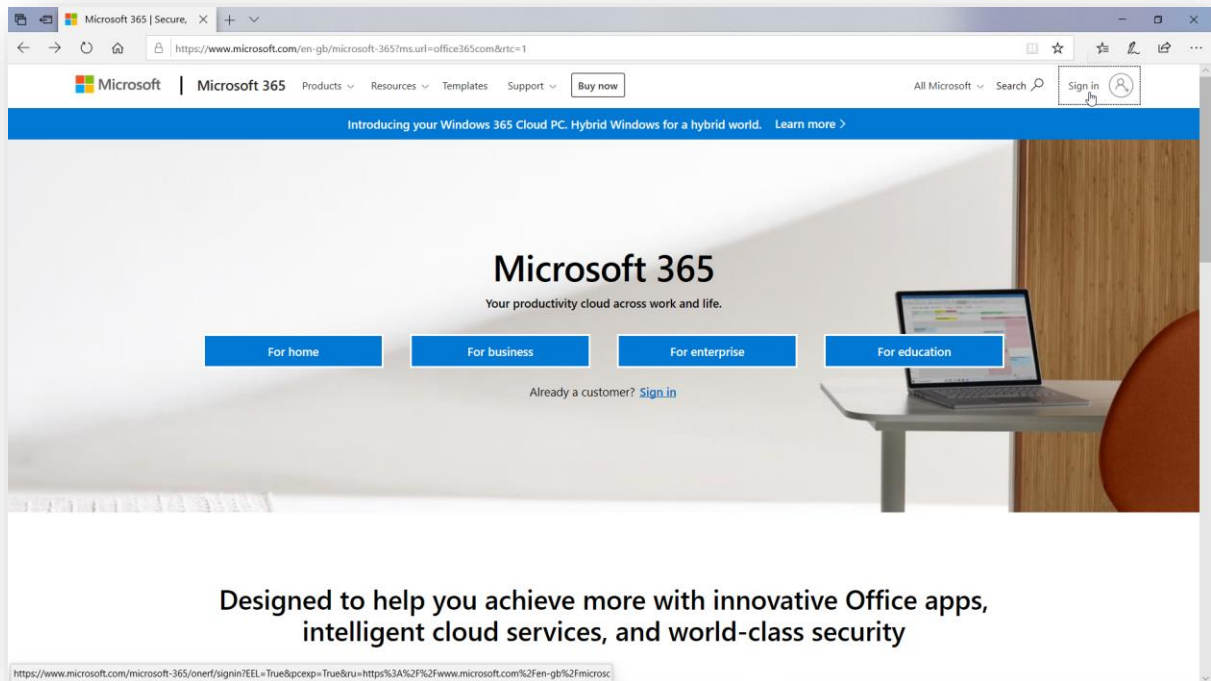 Microsoft 365 | Secure,
https://www.microsoft.com/en-gb/microsoft-365?ms.url=office365com&rtc=1
Microsoft | Microsoft 365 Products Resources Templates Support Buy now All Microsoft Search Sign in
Introducing your Windows 365 Cloud PC. Hybrid Windows for a hybrid world. Learn more >
Microsoft 365
Your productivity cloud across work and life.
For home For business For enterprise For education
Already a customer? Sign in
Designed to help you achieve more with innovative Office apps,
intelligent cloud services, and world-class security
https://www.microsoft.com/microsoft-365/onerf/signin?EEL=True&pcexp=True&ru=https%3A%2F%2Fwww.microsoft.com%2Fen-gb%2Fmicrosc